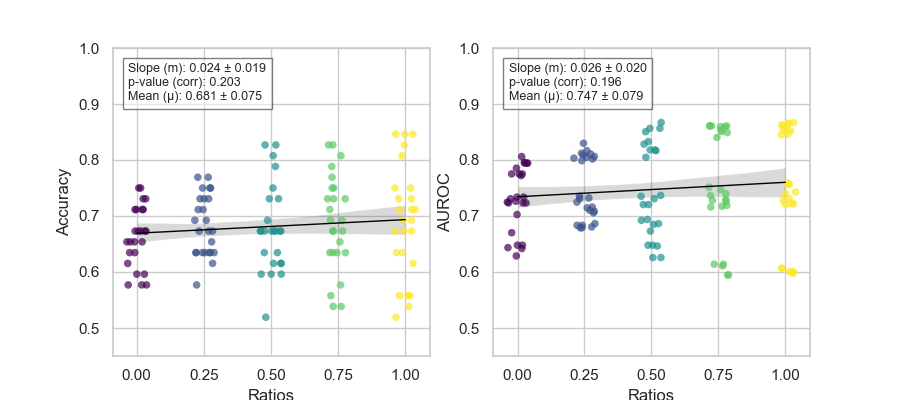 1.0
0.9
0.8
0.7
0.6
0.5
Accuracy
Slope (m): 0.024 ± 0.019
p-value (corr): 0.203
Mean (μ): 0.681 ± 0.075
0.00 0.25 0.50 0.75 1.00
Ratios
1.0
0.9
0.8
0.7
0.6
0.5
AUROC
Slope (m): 0.026 ± 0.020
p-value (corr): 0.196
Mean (μ): 0.747 ± 0.079
0.00 0.25 0.50 0.75 1.00
Ratios